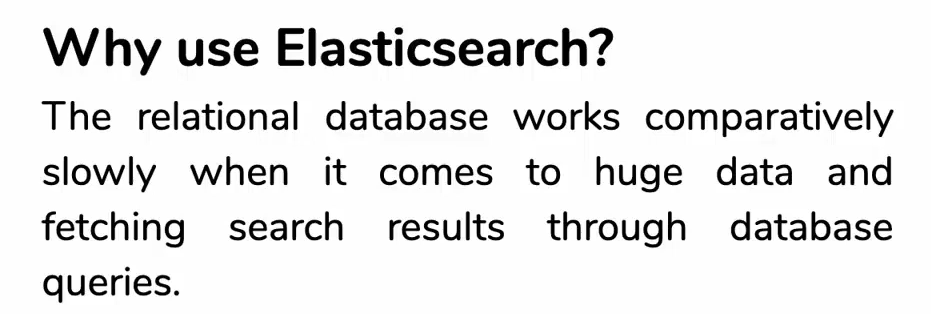 Why use Elasticsearch?
The relational database works comparatively
slowly when it comes to huge data and
fetching search results through database
queries.